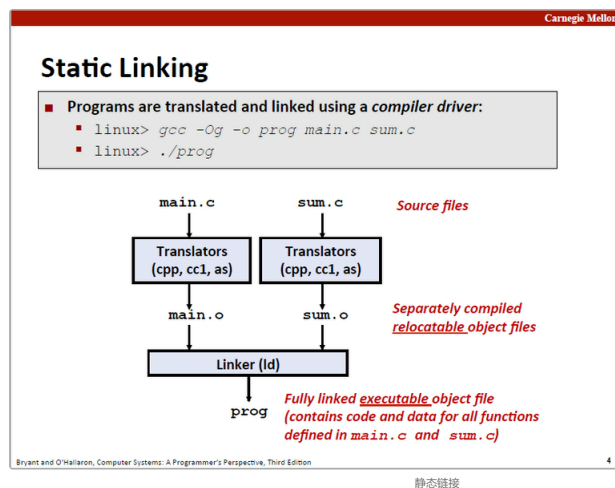 Carnegie Mellon
Static Linking
Programs are translated and linked using a compiler driver:
linux> gcc -Og -o prog main.c sum.c
linux> ./prog
main.c sum.c Source files
Translators Translators
(cpp, cc1, as) (cpp, cc1, as)
main.o sum.o Separately compiled
relocatable object files
Linker (ld)
Fully linked executable object file
prog (contains code and data for all functions
defined in main.c and sum.c)
Bryant and O'Hallaron, Computer Systems: A Programmer's Perspective, Third Edition 4
静态链接